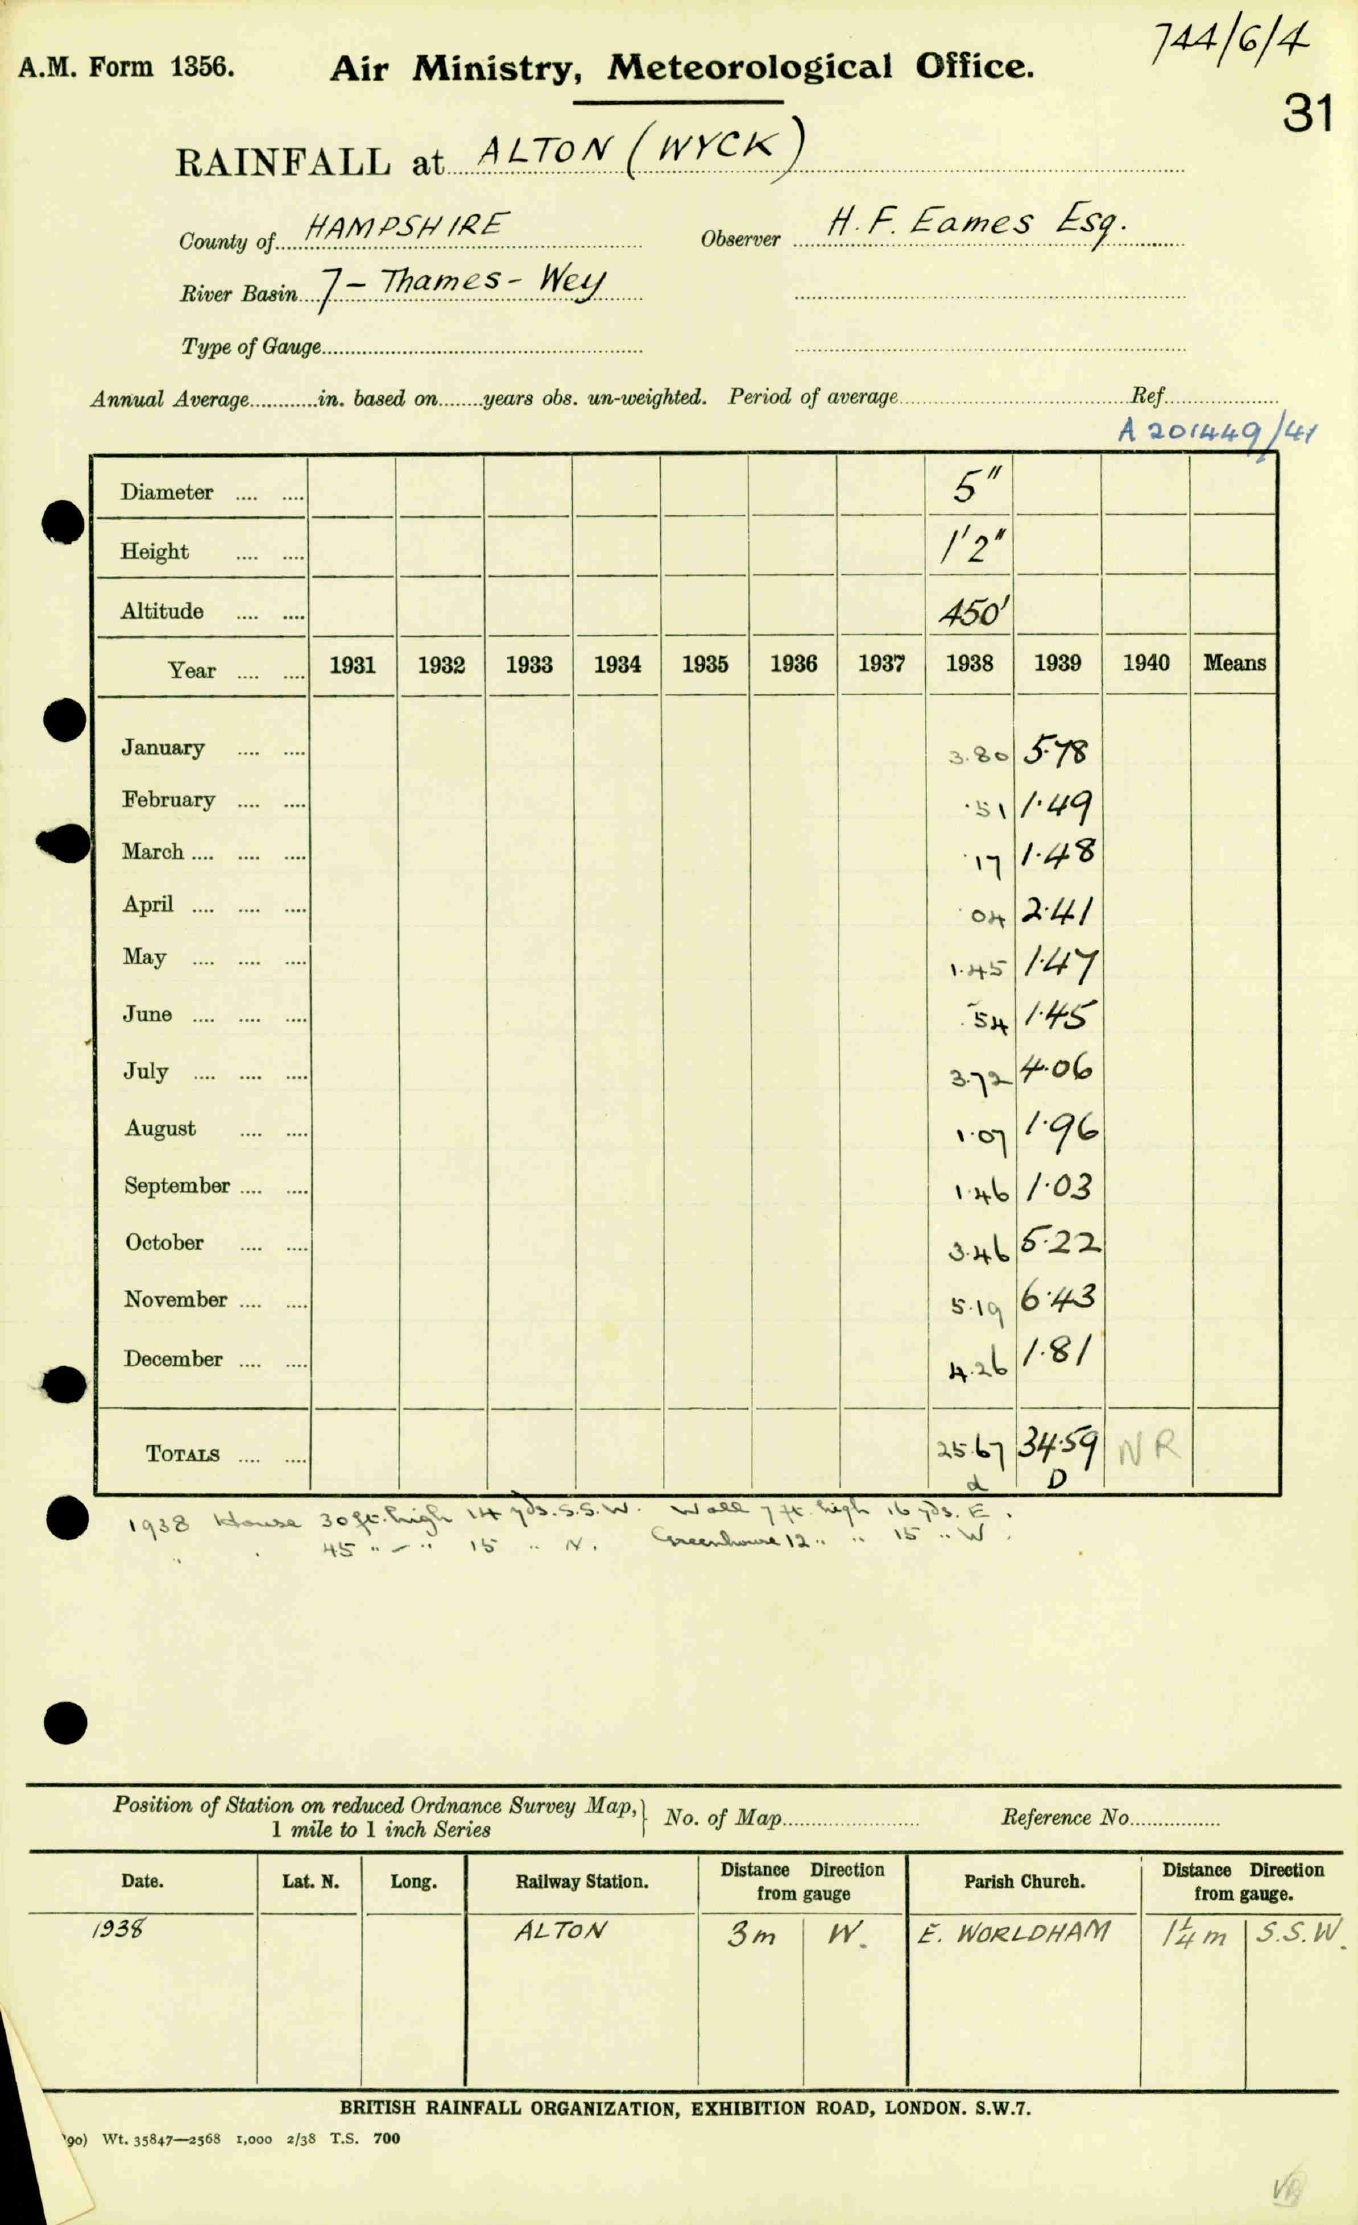 744/6/4
A.M. Form 1356. Air Ministry, Meteorological Office.
31
RAINFALL at ALTON (WYCK)
County of HAMPSHIRE Observer H. F. Eames Esq.
River Basin 7 - Thames - Wey
Type of Gauge
Annual Average in. based on years obs. un-weighted. Period of average Ref.
A 201449/41
Diameter 5"
Height 1'2"
Altitude 450'
Year 1931 1932 1933 1934 1935 1936 1937 1938 1939 1940 Means
January 3.80 5.78
February .51 1.49
March .17 1.48
April .04 2.41
May 1.45 1.47
June .54 1.45
July 3.72 4.06
August 1.07 1.96
September 1.46 1.03
October 3.46 5.22
November 5.19 6.43
December 4.26 1.81
TOTALS 25.67 34.59 NR
d D
1938 House 30 ft. high 14 yds. S.S.W. Wall 7 ft. high 16 yds. E.
" " 45 " - " 15 " N. Greenhouse 12 " " 15 " W.
Position of Station on reduced Ordnance Survey Map, } No. of Map Reference No.
1 mile to 1 inch Series
Date. Lat. N. Long. Railway Station. Distance Direction from gauge Parish Church. Distance Direction from gauge.
1938 ALTON 3m W. E. WORLDHAM 1¼ m S.S.W.
BRITISH RAINFALL ORGANIZATION, EXHIBITION ROAD, LONDON. S.W.7.
90) Wt. 35847—2568 1,000 2/38 T.S. 700